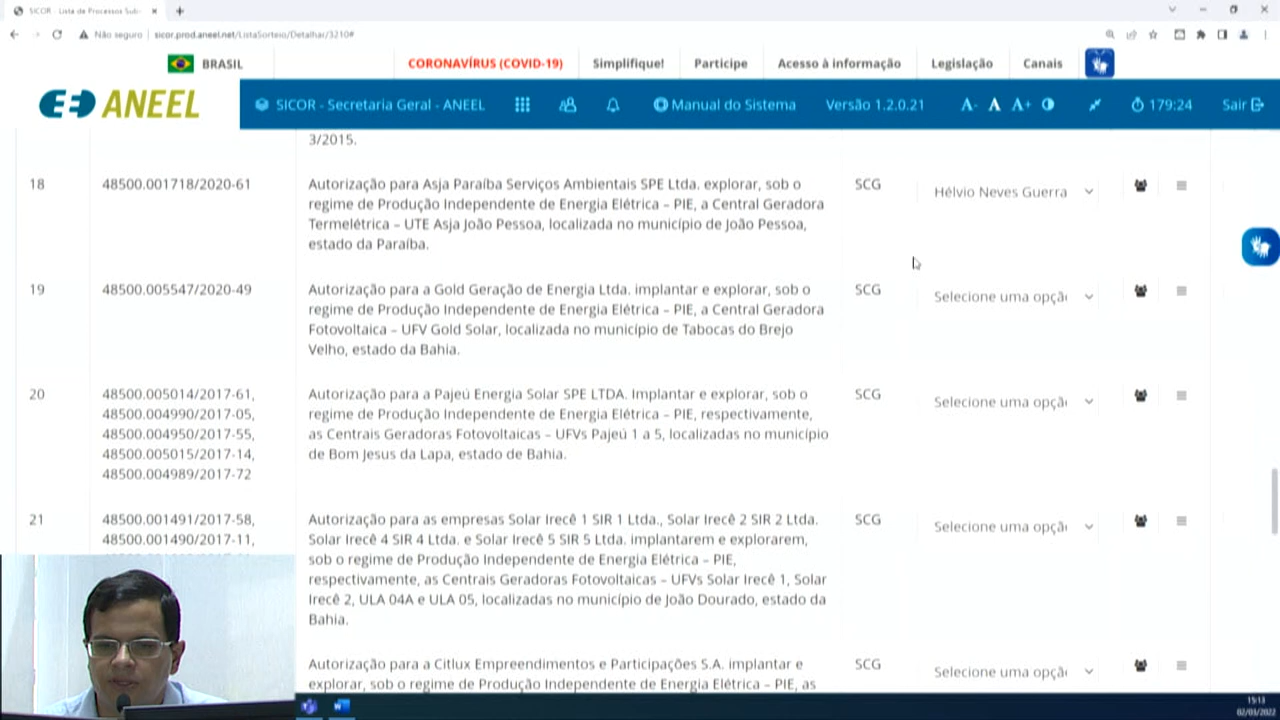 SICOR - Lista de Processos Sub-
Não seguro | sicor.prod.aneel.net/ListaSorteio/Detalhar/3210#
BRASIL CORONAVÍRUS (COVID-19) Simplifique! Participe Acesso à informação Legislação Canais
ANEEL SICOR - Secretaria Geral - ANEEL Manual do Sistema Versão 1.2.0.21 A- A A+ 179:24 Sair
3/2015.
18 48500.001718/2020-61 Autorização para Asja Paraíba Serviços Ambientais SPE Ltda. explorar, sob o SCG Hélvio Neves Guerra
regime de Produção Independente de Energia Elétrica – PIE, a Central Geradora
Termelétrica – UTE Asja João Pessoa, localizada no município de João Pessoa,
estado da Paraíba.
19 48500.005547/2020-49 Autorização para a Gold Geração de Energia Ltda. implantar e explorar, sob o SCG Selecione uma opçã
regime de Produção Independente de Energia Elétrica – PIE, a Central Geradora
Fotovoltaica – UFV Gold Solar, localizada no município de Tabocas do Brejo
Velho, estado da Bahia.
20 48500.005014/2017-61, Autorização para a Pajeú Energia Solar SPE LTDA. Implantar e explorar, sob o SCG Selecione uma opçã
48500.004990/2017-05, regime de Produção Independente de Energia Elétrica – PIE, respectivamente,
48500.004950/2017-55, as Centrais Geradoras Fotovoltaicas – UFVs Pajeú 1 a 5, localizadas no município
48500.005015/2017-14, de Bom Jesus da Lapa, estado de Bahia.
48500.004989/2017-72
21 48500.001491/2017-58, Autorização para as empresas Solar Irecê 1 SIR 1 Ltda., Solar Irecê 2 SIR 2 Ltda. SCG Selecione uma opçã
48500.001490/2017-11, Solar Irecê 4 SIR 4 Ltda. e Solar Irecê 5 SIR 5 Ltda. implantarem e explorarem,
sob o regime de Produção Independente de Energia Elétrica – PIE,
respectivamente, as Centrais Geradoras Fotovoltaicas – UFVs Solar Irecê 1, Solar
Irecê 2, ULA 04A e ULA 05, localizadas no município de João Dourado, estado da
Bahia.
Autorização para a Citlux Empreendimentos e Participações S.A. implantar e SCG Selecione uma opçã
explorar, sob o regime de Produção Independente de Energia Elétrica – PIE, as
15:13
02/03/2022